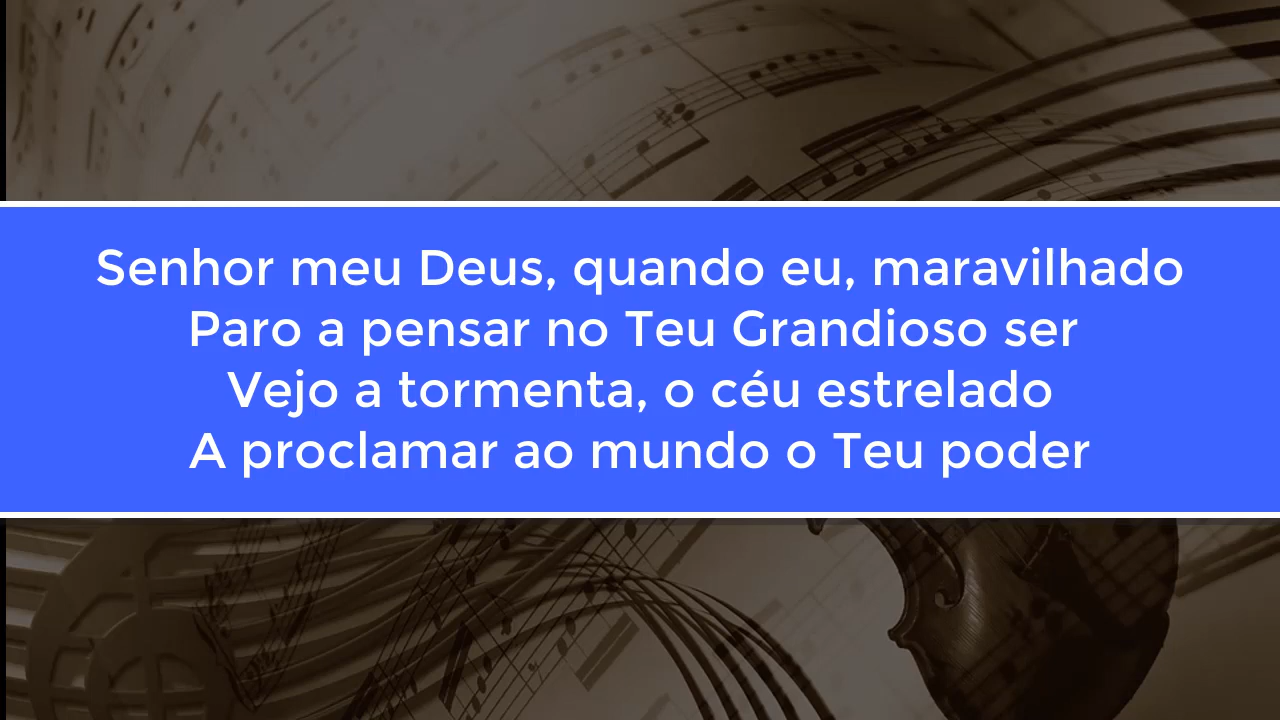 Senhor meu Deus, quando eu, maravilhado
Paro a pensar no Teu Grandioso ser
Vejo a tormenta, o céu estrelado
A proclamar ao mundo o Teu poder